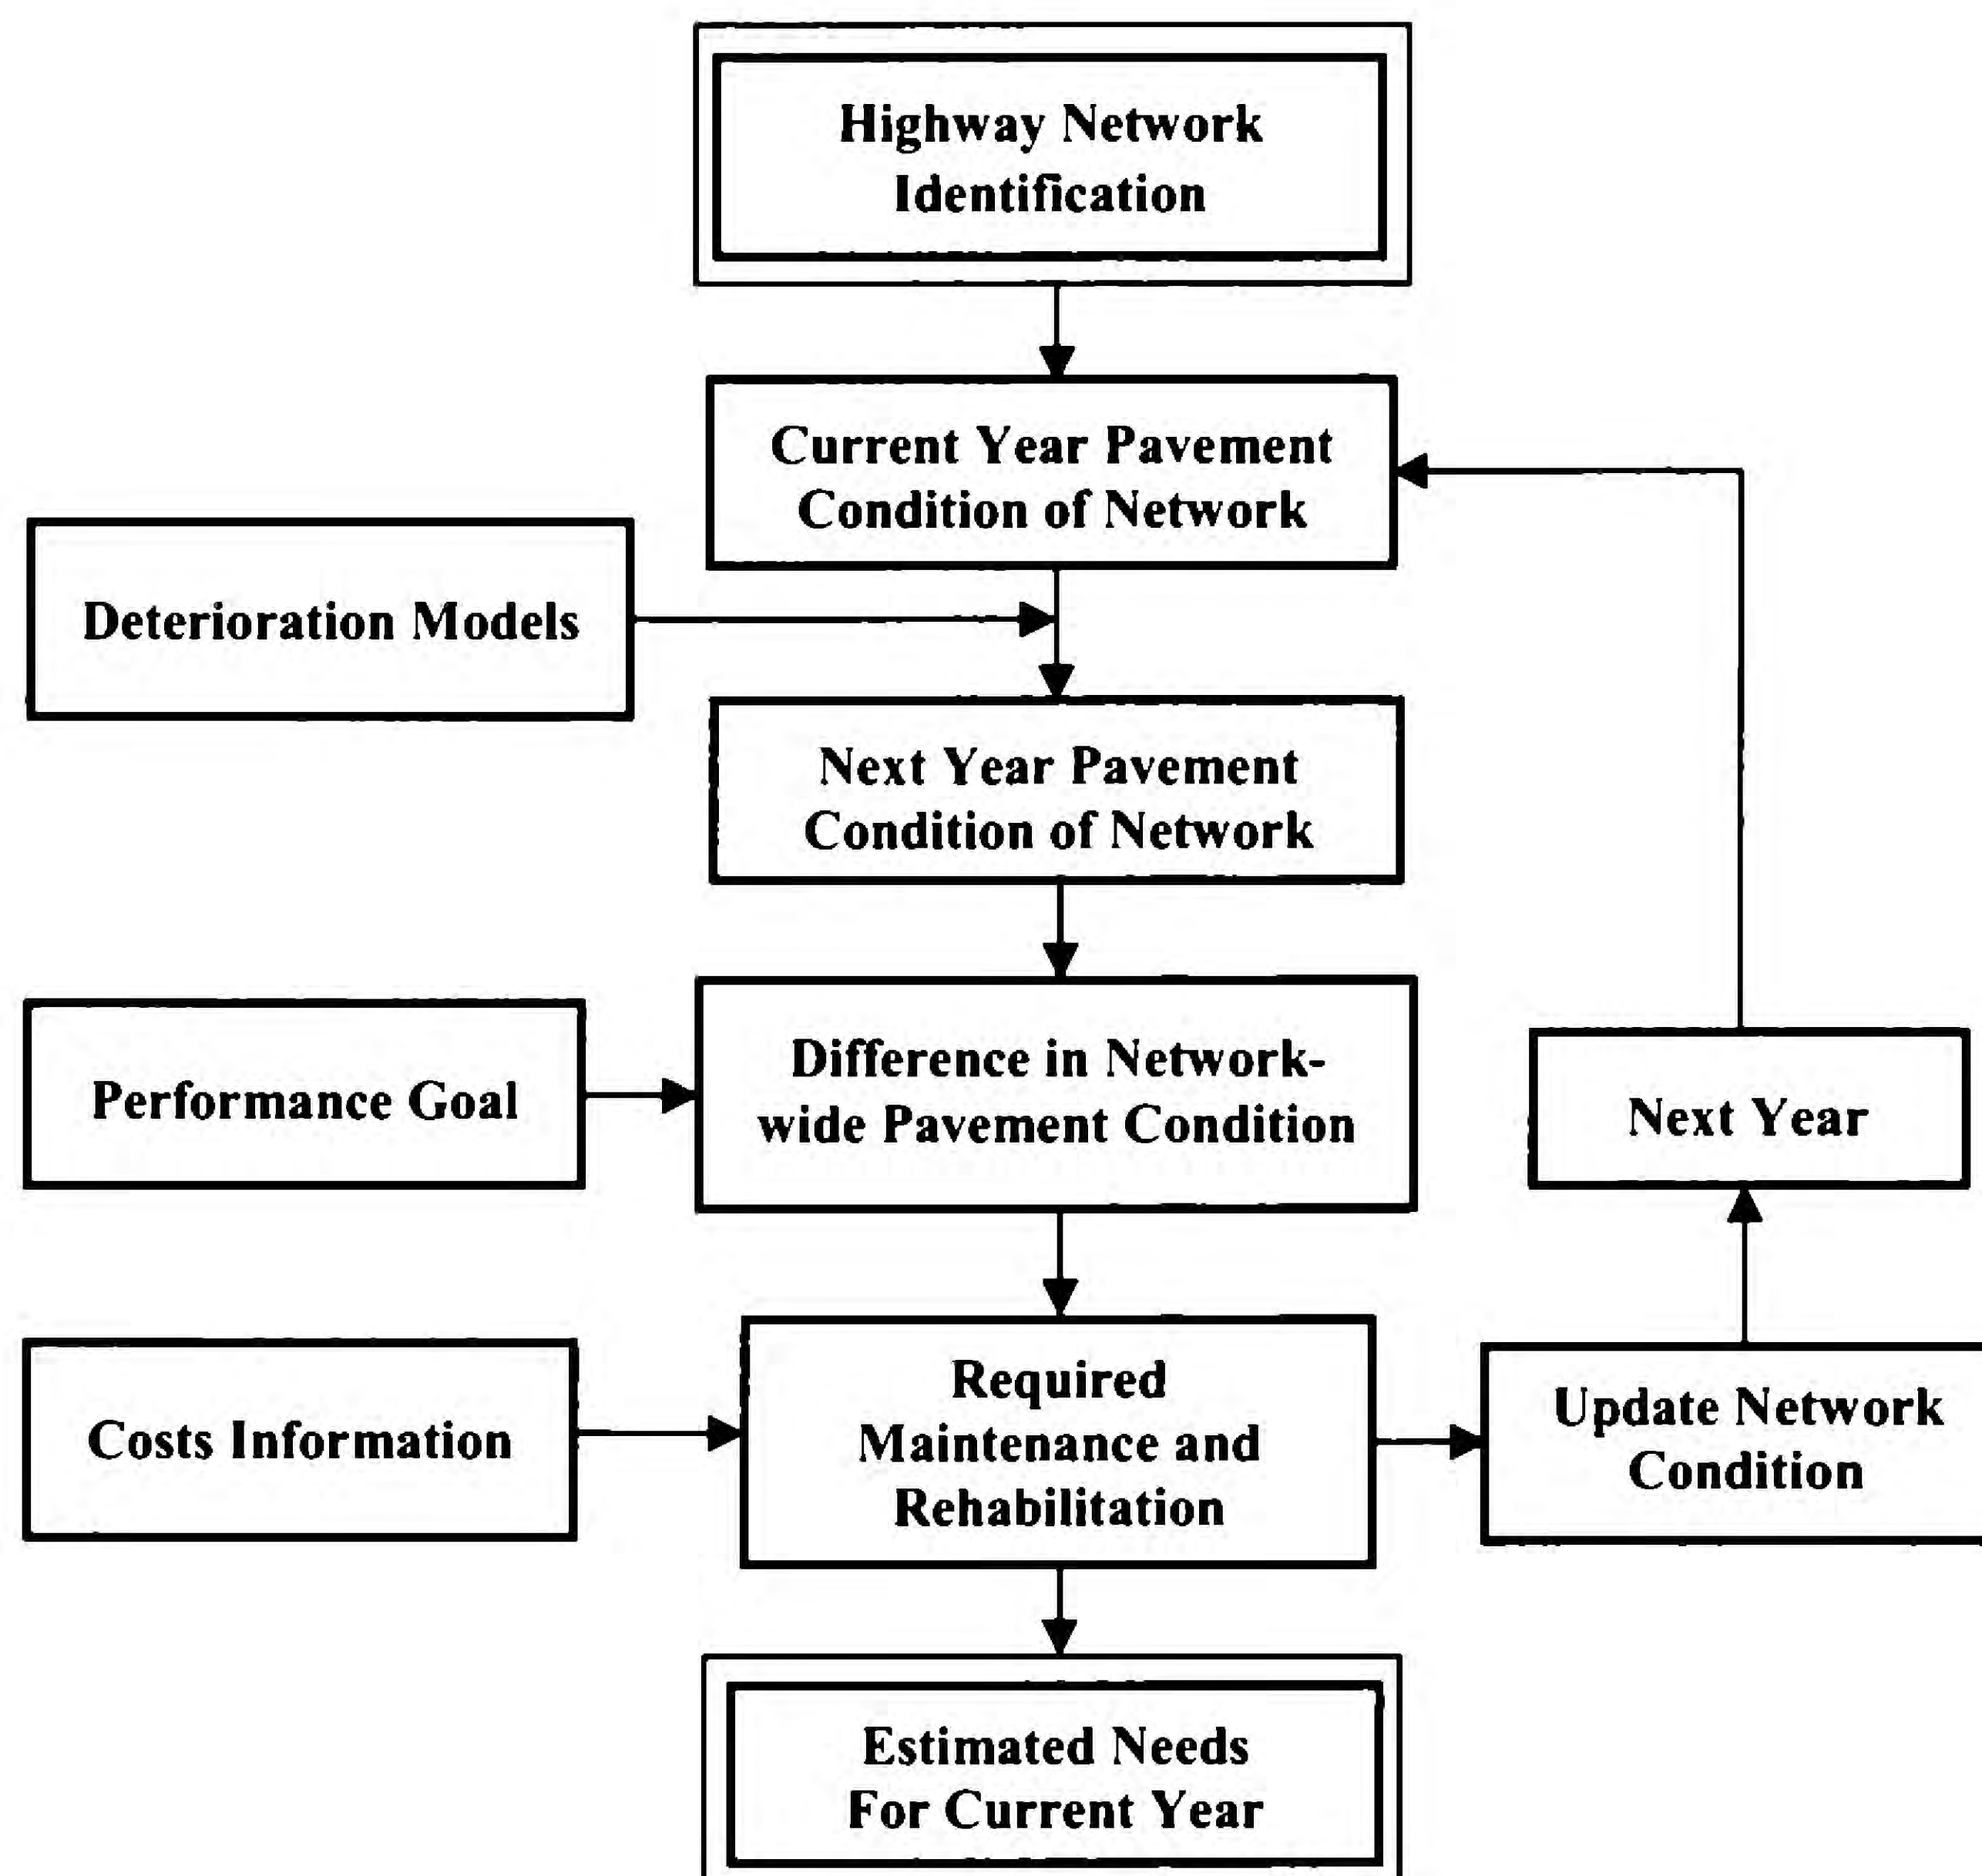 Highway Network
Identification
Current Year Pavement
Condition of Network
Deterioration Models
Next Year Pavement
Condition of Network
Performance Goal
Difference in Network-
wide Pavement Condition
Next Year
Costs Information
Required
Maintenance and
Rehabilitation
Update Network
Condition
Estimated Needs
For Current Year